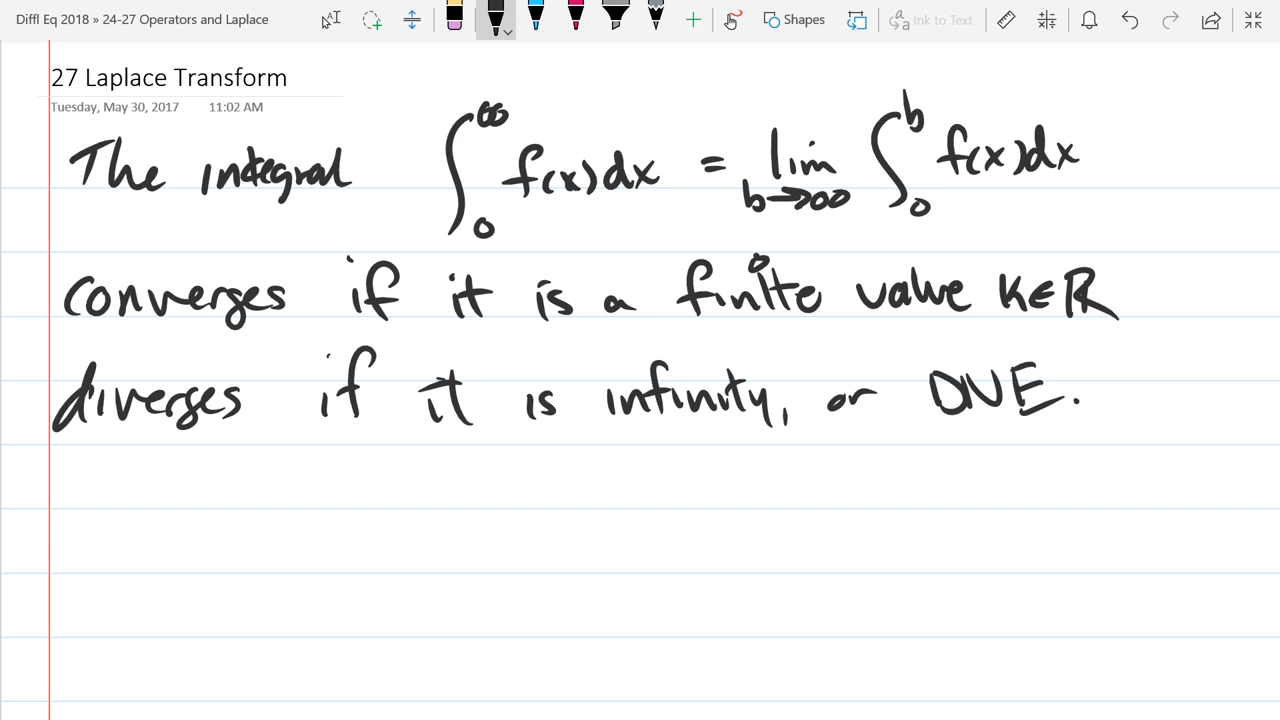 Diffl Eq 2018 » 24-27 Operators and Laplace
Shapes
Ink to Text
27 Laplace Transform
Tuesday, May 30, 2017 11:02 AM
The integral ∫₀^∞ f(x)dx = lim b→∞ ∫₀^b f(x)dx
converges if it is a finite value K∈ℝ
diverges if it is infinity, or DNE.